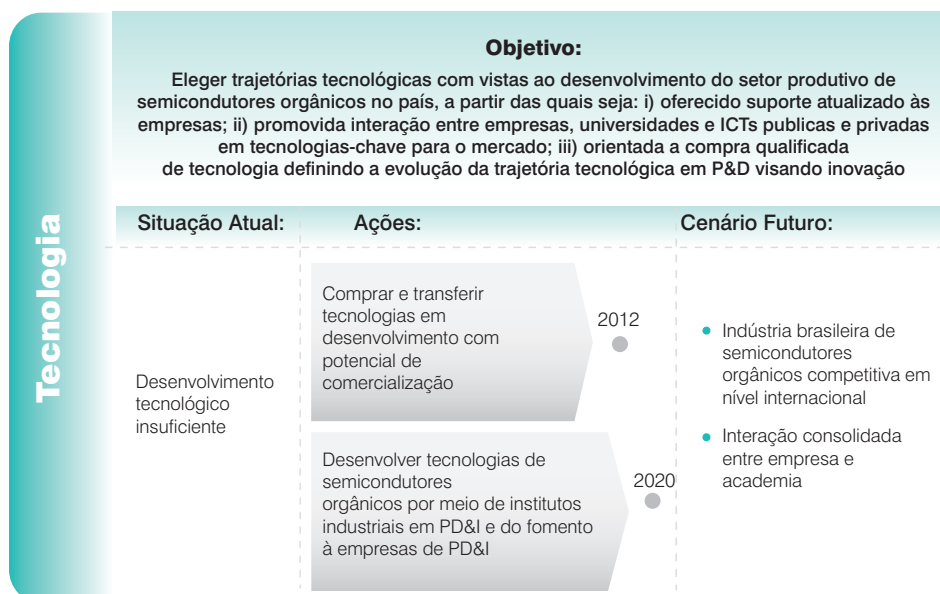 Tecnologia
Objetivo:
Eleger trajetórias tecnológicas com vistas ao desenvolvimento do setor produtivo de
semicondutores orgânicos no país, a partir das quais seja: i) oferecido suporte atualizado às
empresas; ii) promovida interação entre empresas, universidades e ICTs publicas e privadas
em tecnologias-chave para o mercado; iii) orientada a compra qualificada
de tecnologia definindo a evolução da trajetória tecnológica em P&D visando inovação
Situação Atual:
Ações:
Cenário Futuro:
Desenvolvimento
tecnológico
insuficiente
Comprar e transferir
tecnologias em
desenvolvimento com
potencial de
comercialização
2012
Desenvolver tecnologias de
semicondutores
orgânicos por meio de institutos
industriais em PD&I e do fomento
à empresas de PD&I
2020
• Indústria brasileira de
semicondutores
orgânicos competitiva em
nível internacional
• Interação consolidada
entre empresa e
academia